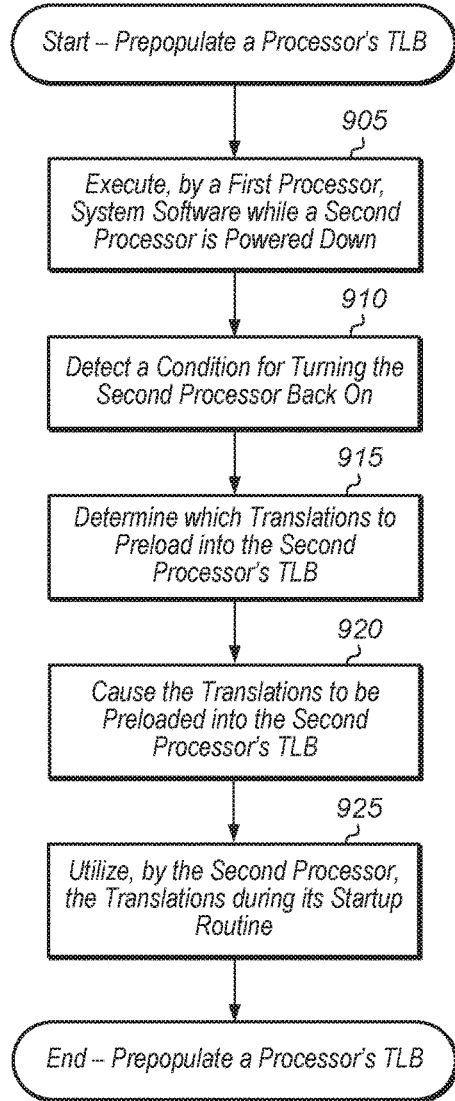 Start – Prepopulate a Processor's TLB
905
Execute, by a First Processor,
System Software while a Second
Processor is Powered Down
910
Detect a Condition for Turning the
Second Processor Back On
915
Determine which Translations to
Preload into the Second
Processor's TLB
920
Cause the Translations to be
Preloaded into the Second
Processor's TLB
925
Utilize, by the Second Processor,
the Translations during its Startup
Routine
End – Prepopulate a Processor's TLB